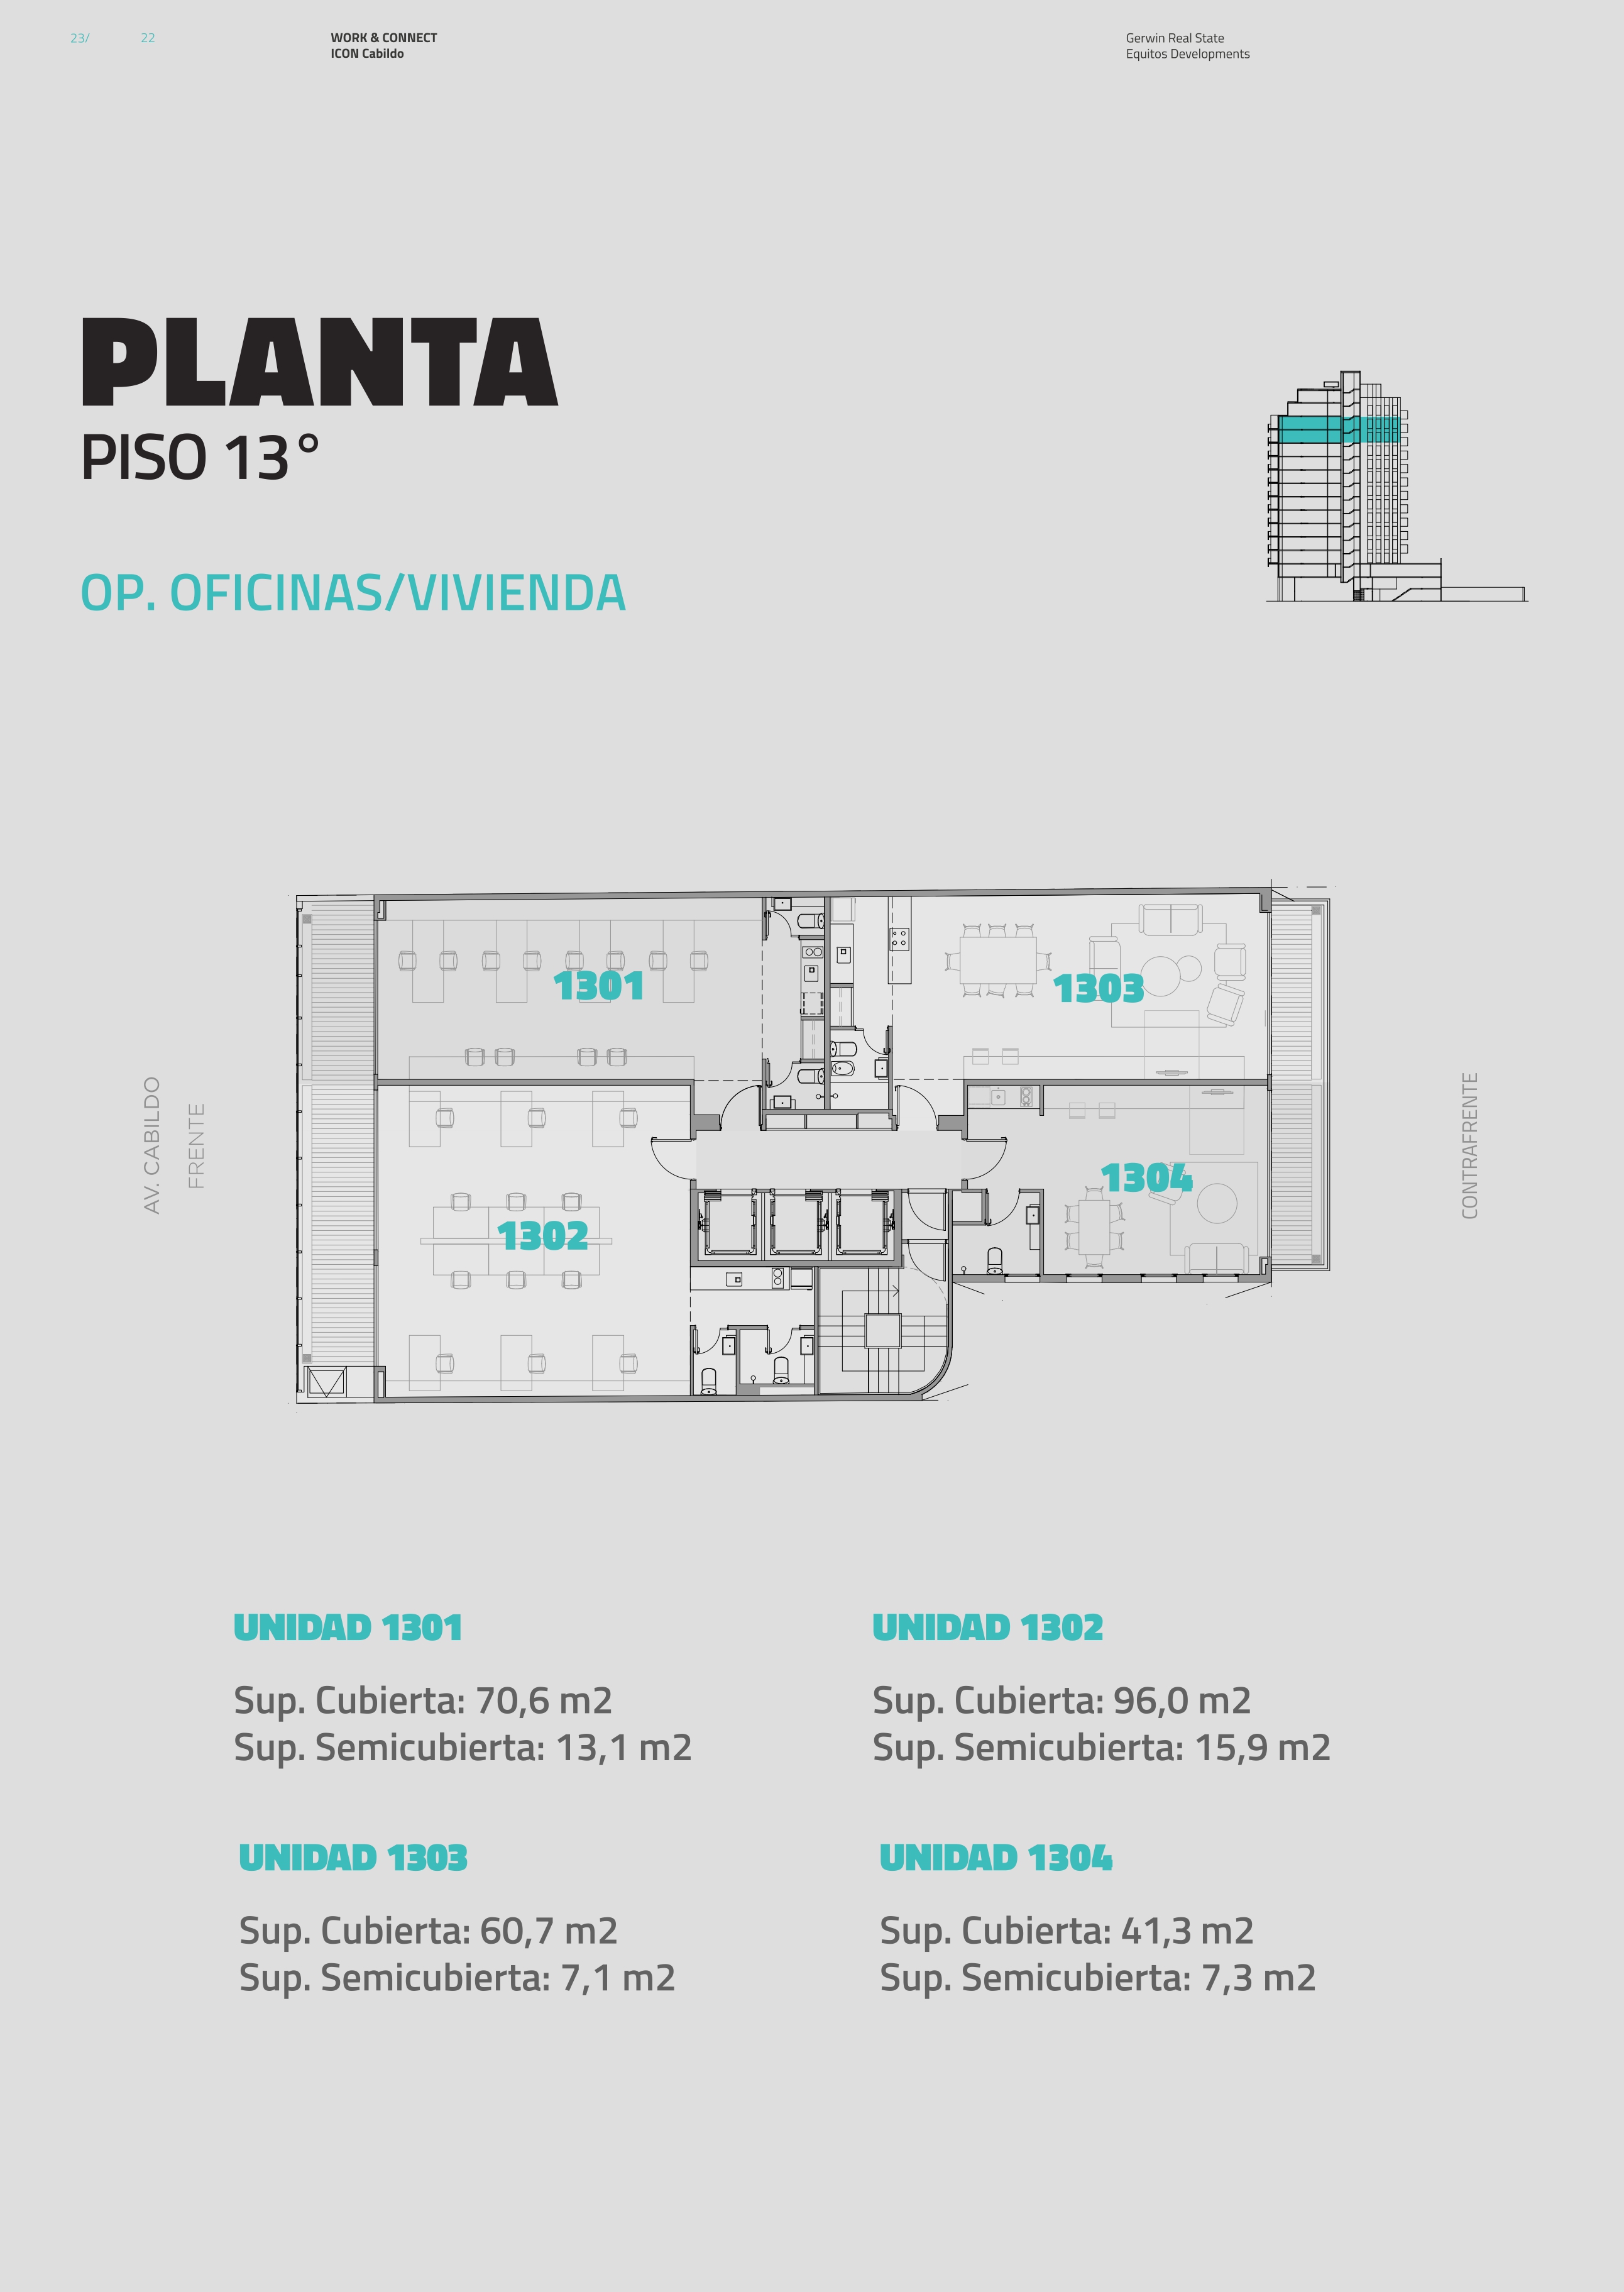 23/ 22
WORK & CONNECT
ICON Cabildo
Gerwin Real State
Equitos Developments
PLANTA
PISO 13°
OP. OFICINAS/VIVIENDA
1301
1303
1304
1302
AV. CABILDO
FRENTE
CONTRAFRENTE
UNIDAD 1301
Sup. Cubierta: 70,6 m2
Sup. Semicubierta: 13,1 m2
UNIDAD 1302
Sup. Cubierta: 96,0 m2
Sup. Semicubierta: 15,9 m2
UNIDAD 1303
Sup. Cubierta: 60,7 m2
Sup. Semicubierta: 7,1 m2
UNIDAD 1304
Sup. Cubierta: 41,3 m2
Sup. Semicubierta: 7,3 m2